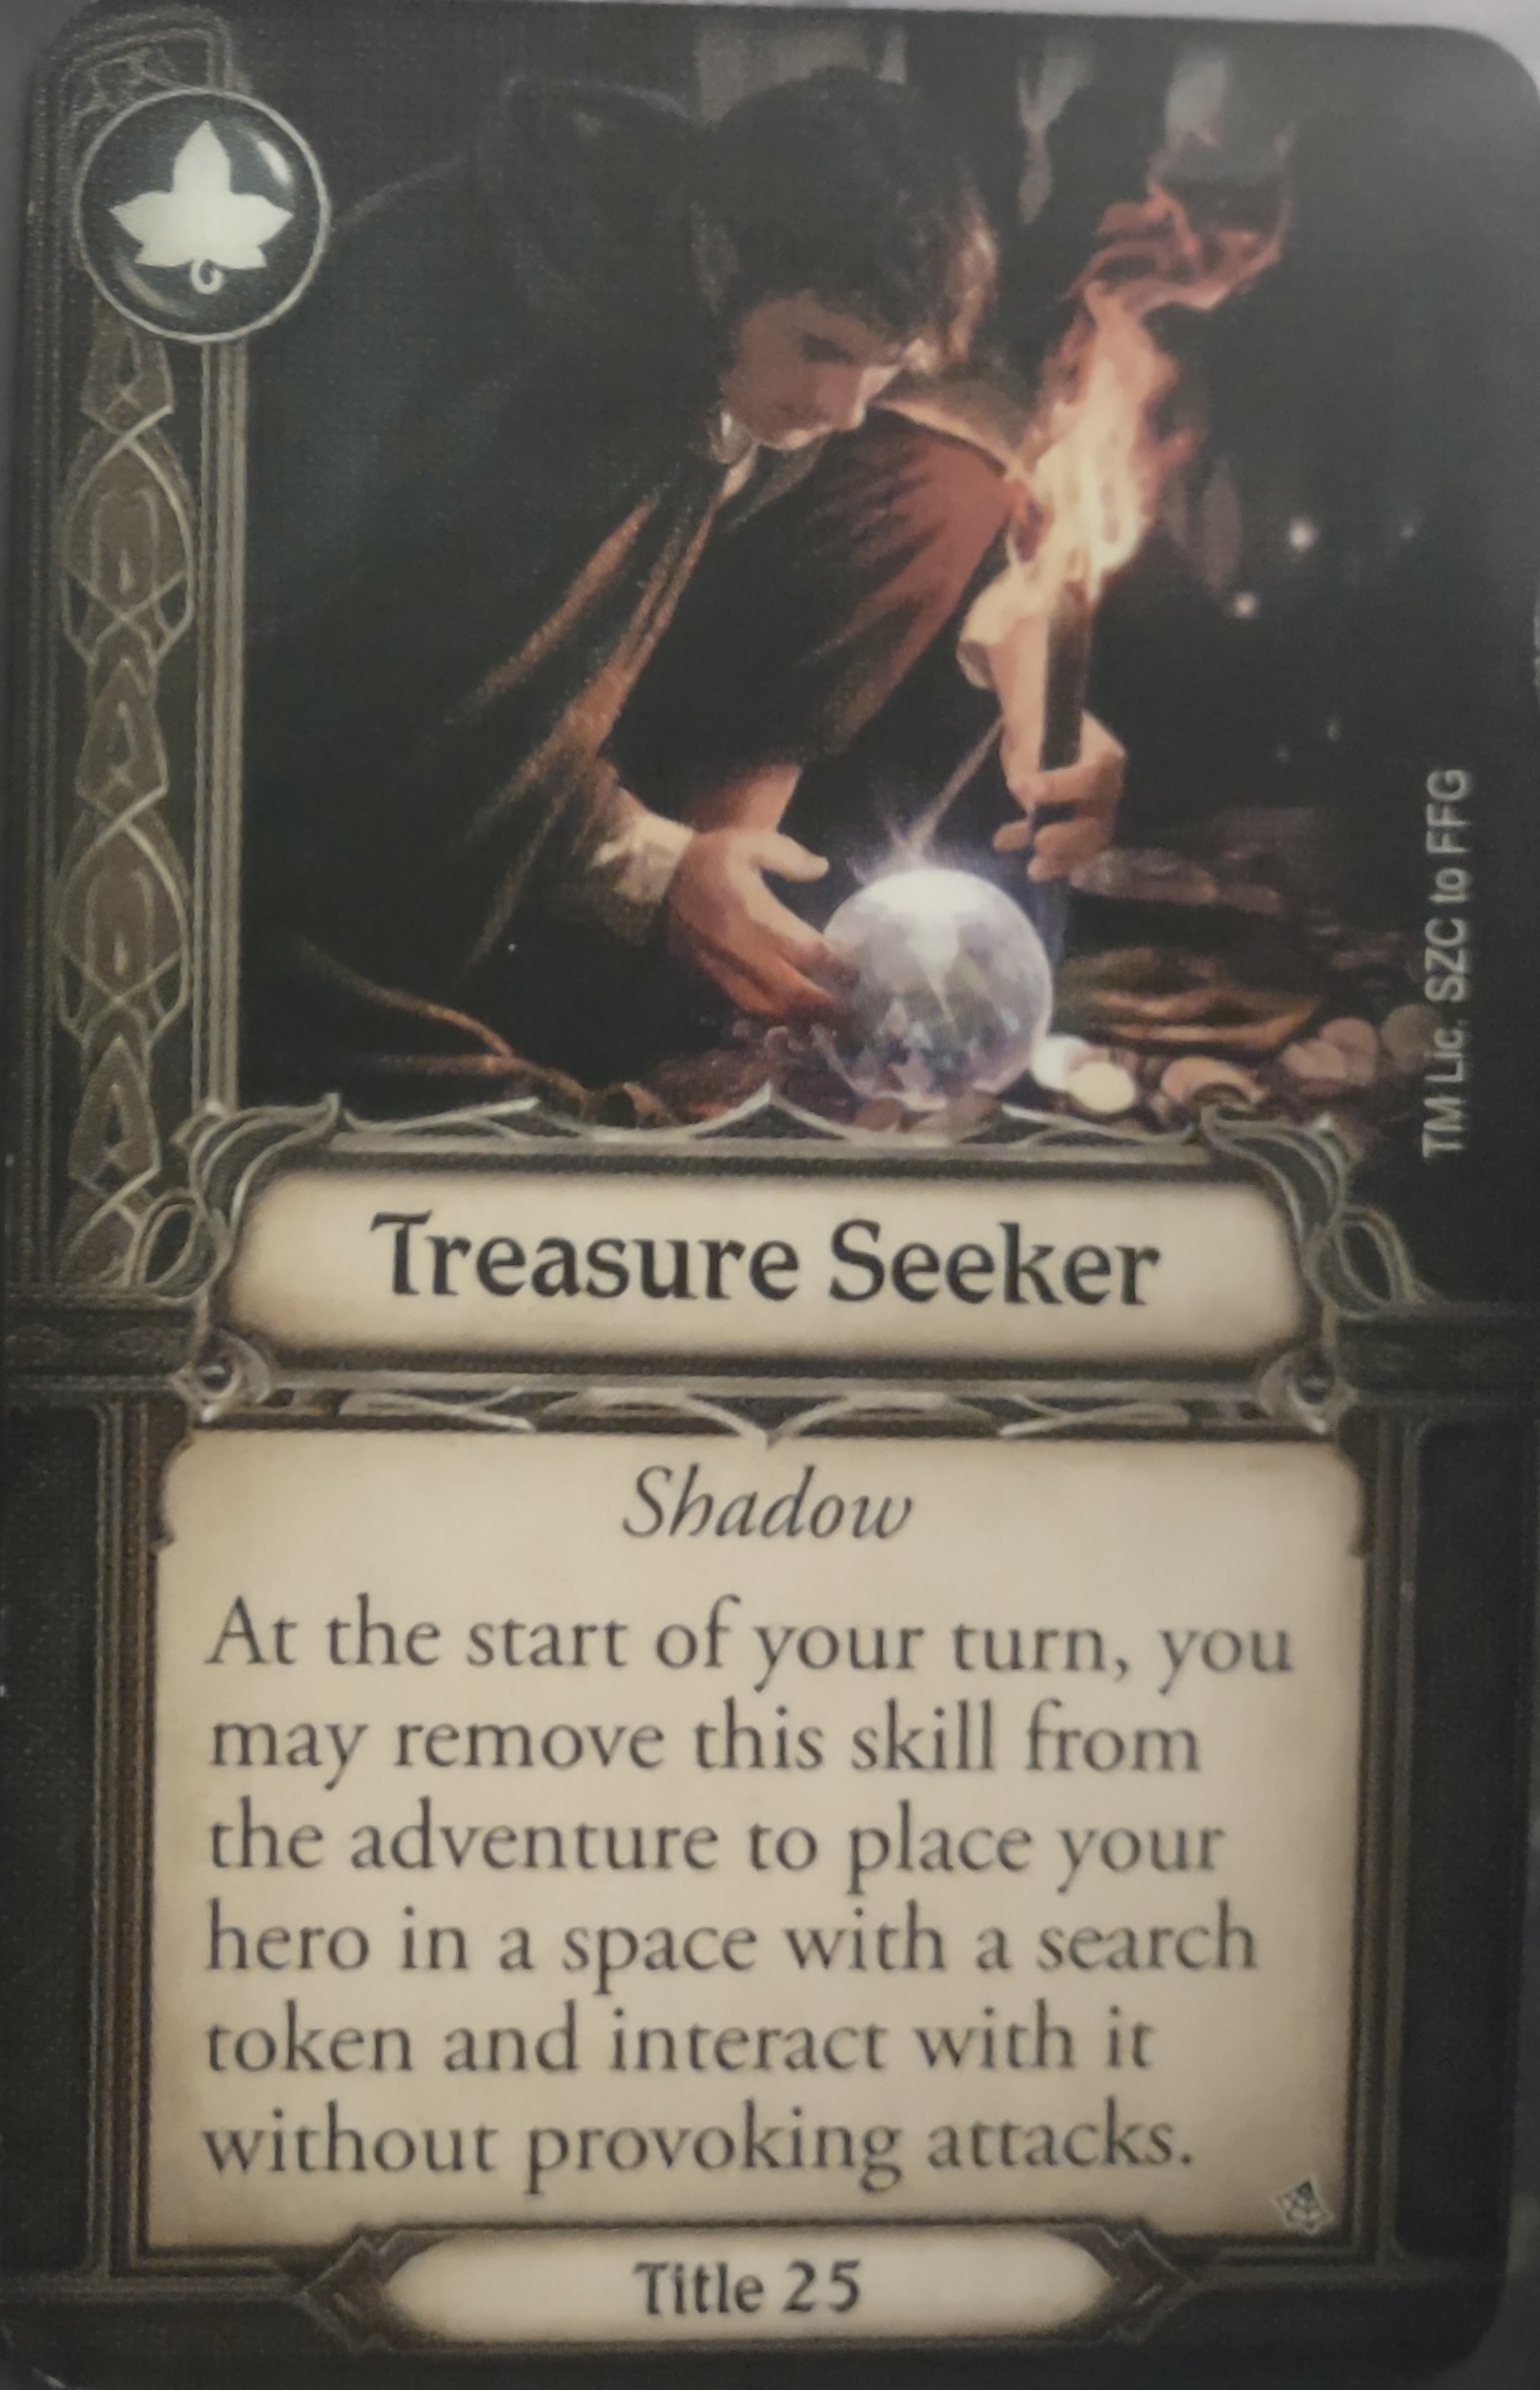 TM Lic. SZC to FFG
Treasure Seeker
Shadow
At the start of your turn, you
may remove this skill from
the adventure to place your
hero in a space with a search
token and interact with it
without provoking attacks.
Title 25